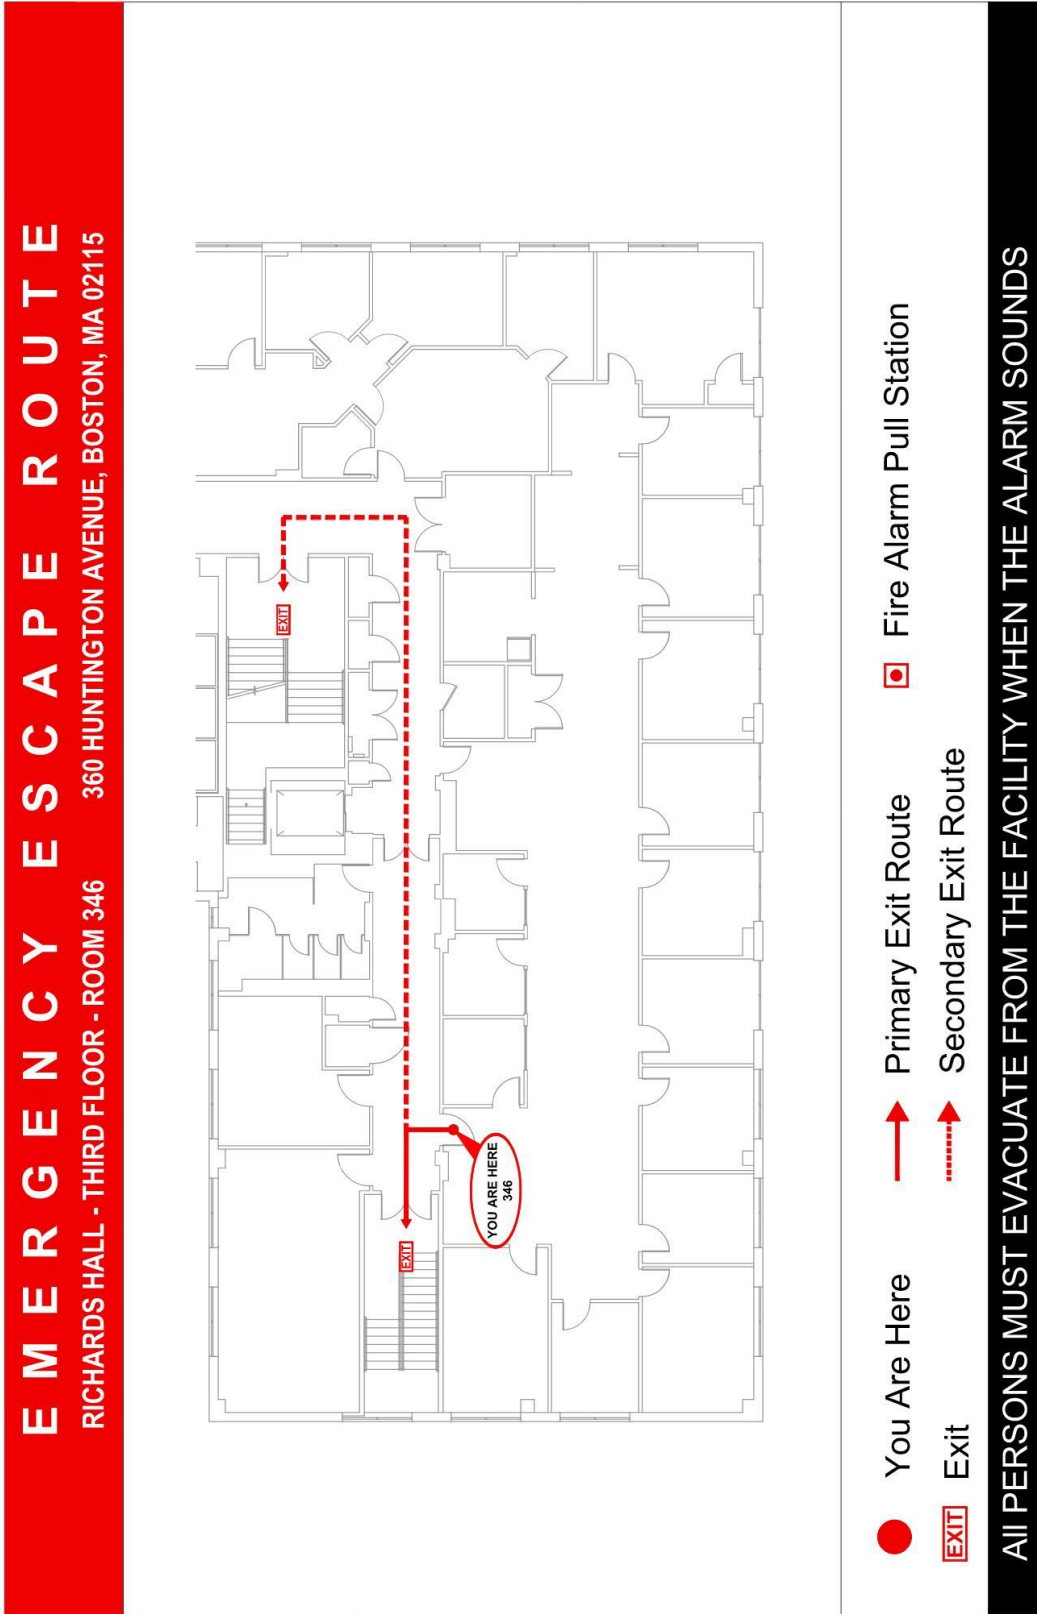 EMERGENCY ESCAPE ROUTE
RICHARDS HALL - THIRD FLOOR - ROOM 346 360 HUNTINGTON AVENUE, BOSTON, MA 02115
EXIT
EXIT
YOU ARE HERE
346
You Are Here
Primary Exit Route
Fire Alarm Pull Station
EXIT Exit
Secondary Exit Route
All PERSONS MUST EVACUATE FROM THE FACILITY WHEN THE ALARM SOUNDS